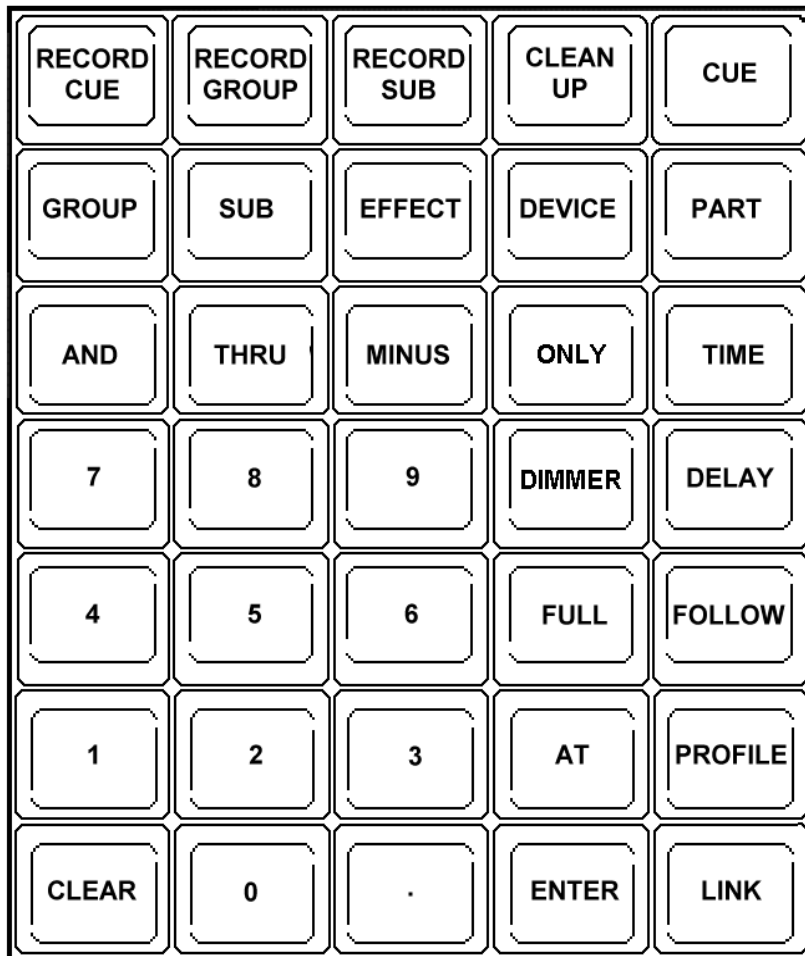 RECORD CUE
RECORD GROUP
RECORD SUB
CLEAN UP
CUE
GROUP
SUB
EFFECT
DEVICE
PART
AND
THRU
MINUS
ONLY
TIME
7
8
9
DIMMER
DELAY
4
5
6
FULL
FOLLOW
1
2
3
AT
PROFILE
CLEAR
0
.
ENTER
LINK